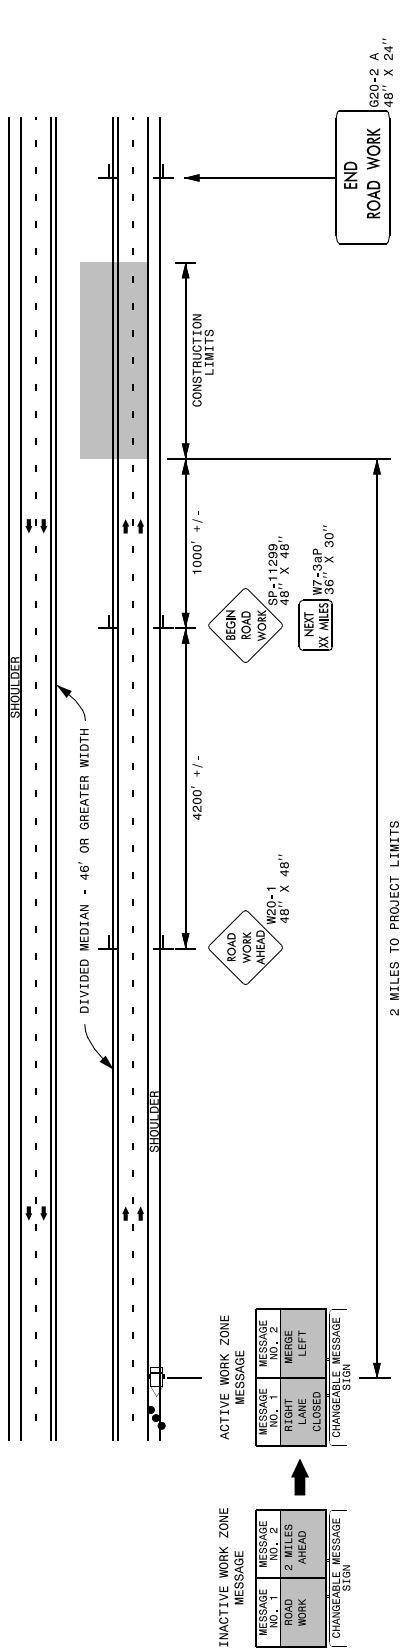 G20-2 A
48" X 24"
END
ROAD WORK
CONSTRUCTION
LIMITS
1000' +/-
SP-11299
48" X 48"
BEGIN
ROAD
WORK
W7-3aP
36" X 30"
NEXT
XX MILES
SHOULDER
4200' +/-
DIVIDED MEDIAN - 46' OR GREATER WIDTH
W20-1
48" X 48"
ROAD
WORK
AHEAD
2 MILES TO PROJECT LIMITS
SHOULDER
ACTIVE WORK ZONE
MESSAGE
MESSAGE
NO. 1
MESSAGE
NO. 2
RIGHT
LANE
CLOSED
MERGE
LEFT
CHANGEABLE MESSAGE
SIGN
INACTIVE WORK ZONE
MESSAGE
MESSAGE
NO. 1
MESSAGE
NO. 2
ROAD
WORK
2 MILES
AHEAD
CHANGEABLE MESSAGE
SIGN